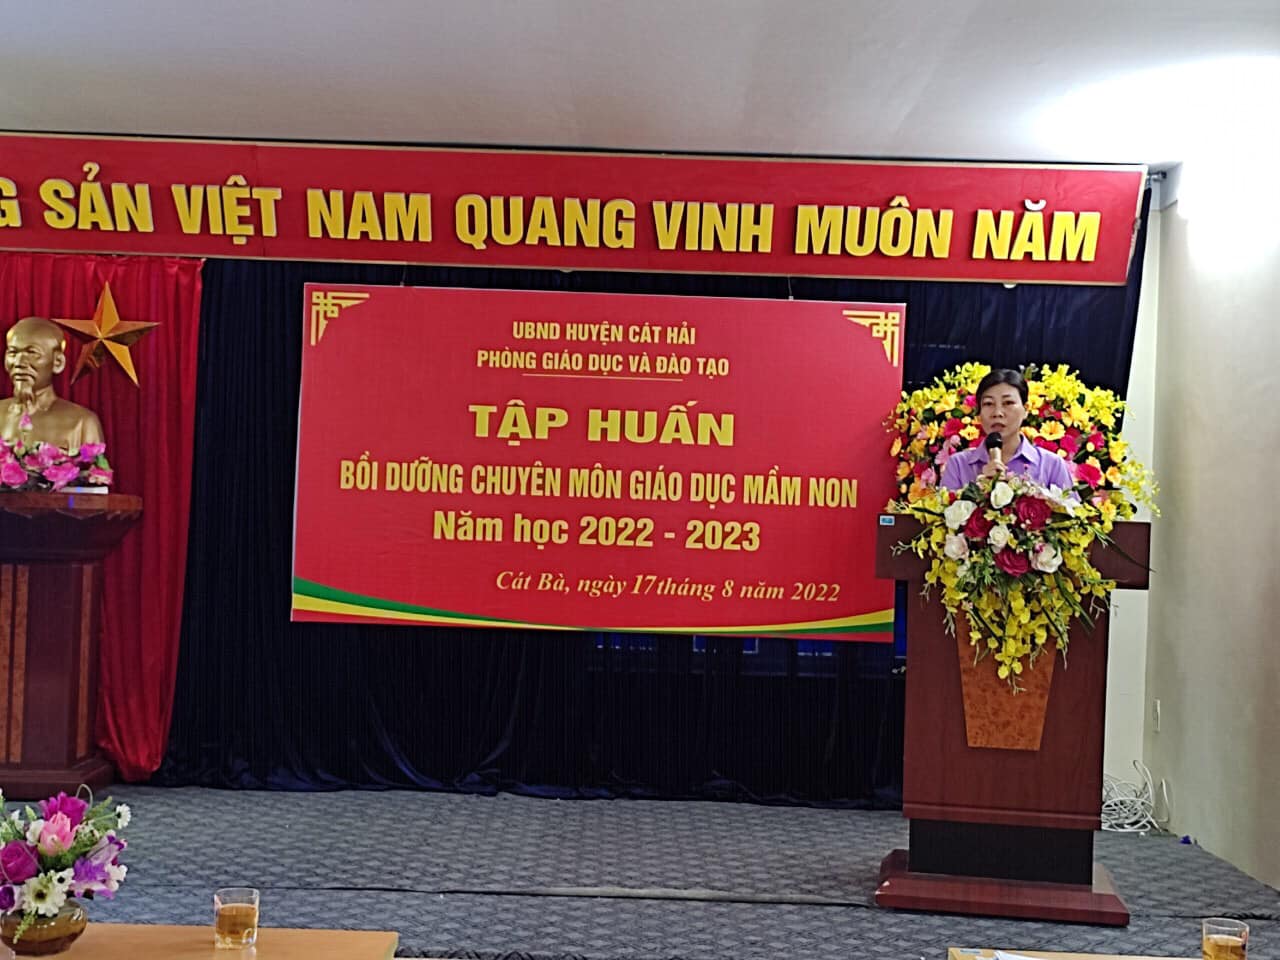 SẢN VIỆT NAM QUANG VINH MUÔN NĂM
UBND HUYỆN CÁT HẢI
PHÒNG GIÁO DỤC VÀ ĐÀO TẠO
TẬP HUẤN
BỒI DƯỠNG CHUYÊN MÔN GIÁO DỤC MẦM NON
Năm học 2022 - 2023
Cát Bà, ngày 17 tháng 8 năm 2022